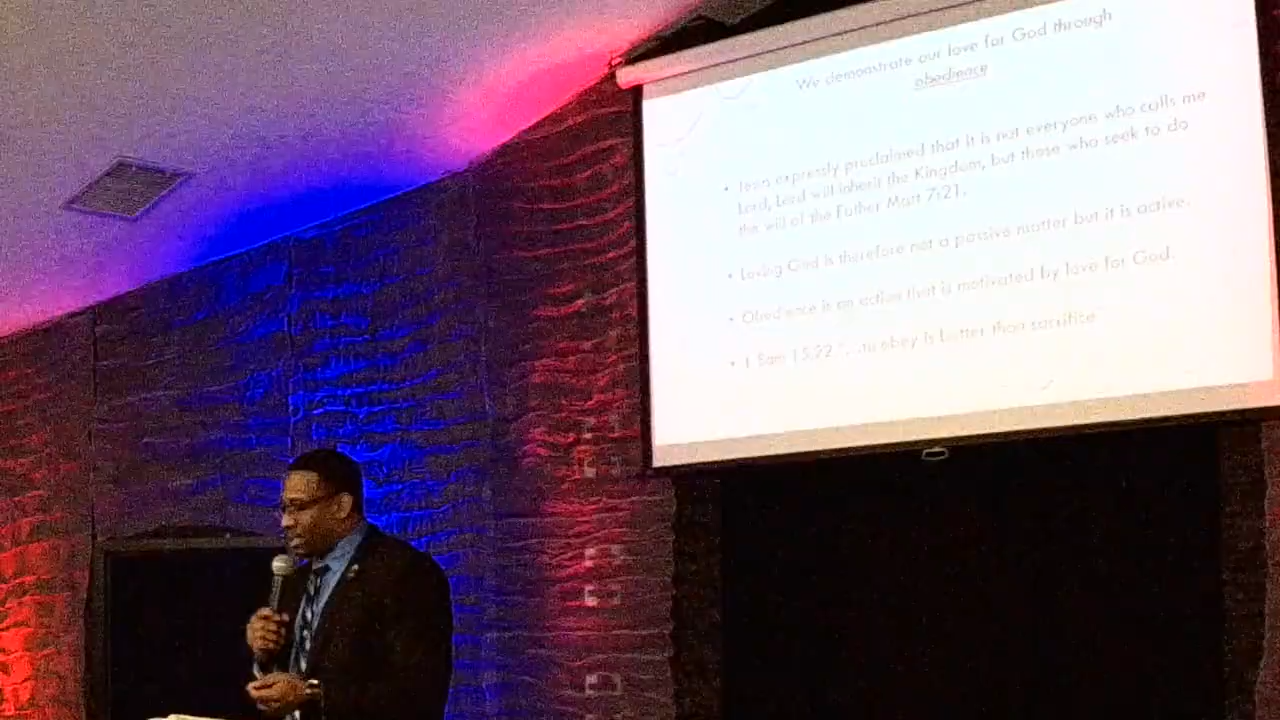 We demonstrate our love for God through
obedience
• Jesus expressly proclaimed that it is not everyone who calls me
Lord, Lord will inherit the Kingdom, but those who seek to do
the will of the Father Matt 7:21.
• Loving God is therefore not a passive matter but it is active.
• Obedience is an action that is motivated by love for God.
• 1 Sam 15:22 "...to obey is better than sacrifice